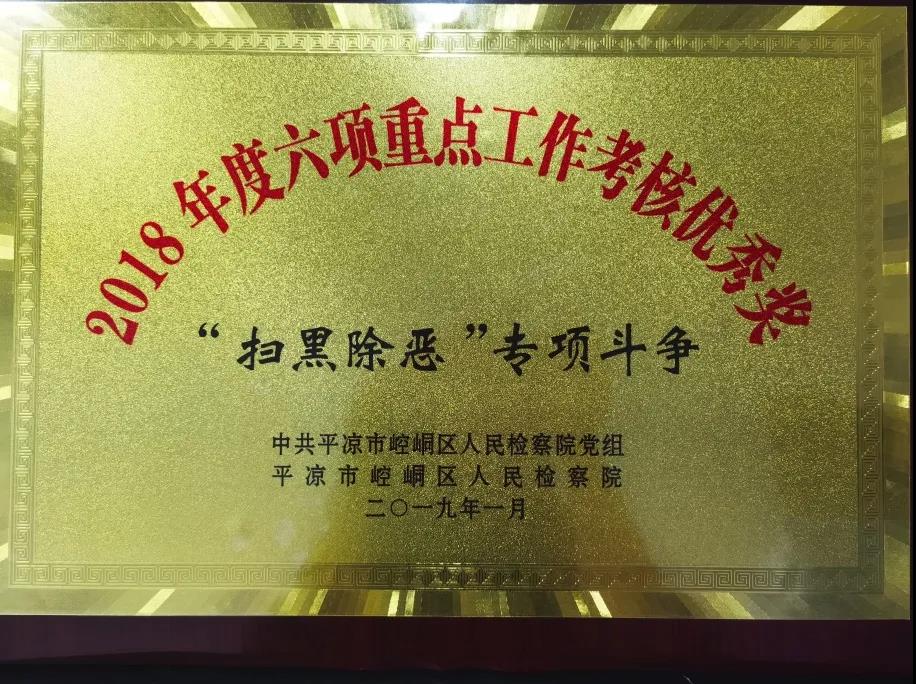 2018年度六项重点工作考核优秀奖
“扫黑除恶”专项斗争
中共平凉市崆峒区人民检察院党组
平凉市崆峒区人民检察院
二〇一九年一月